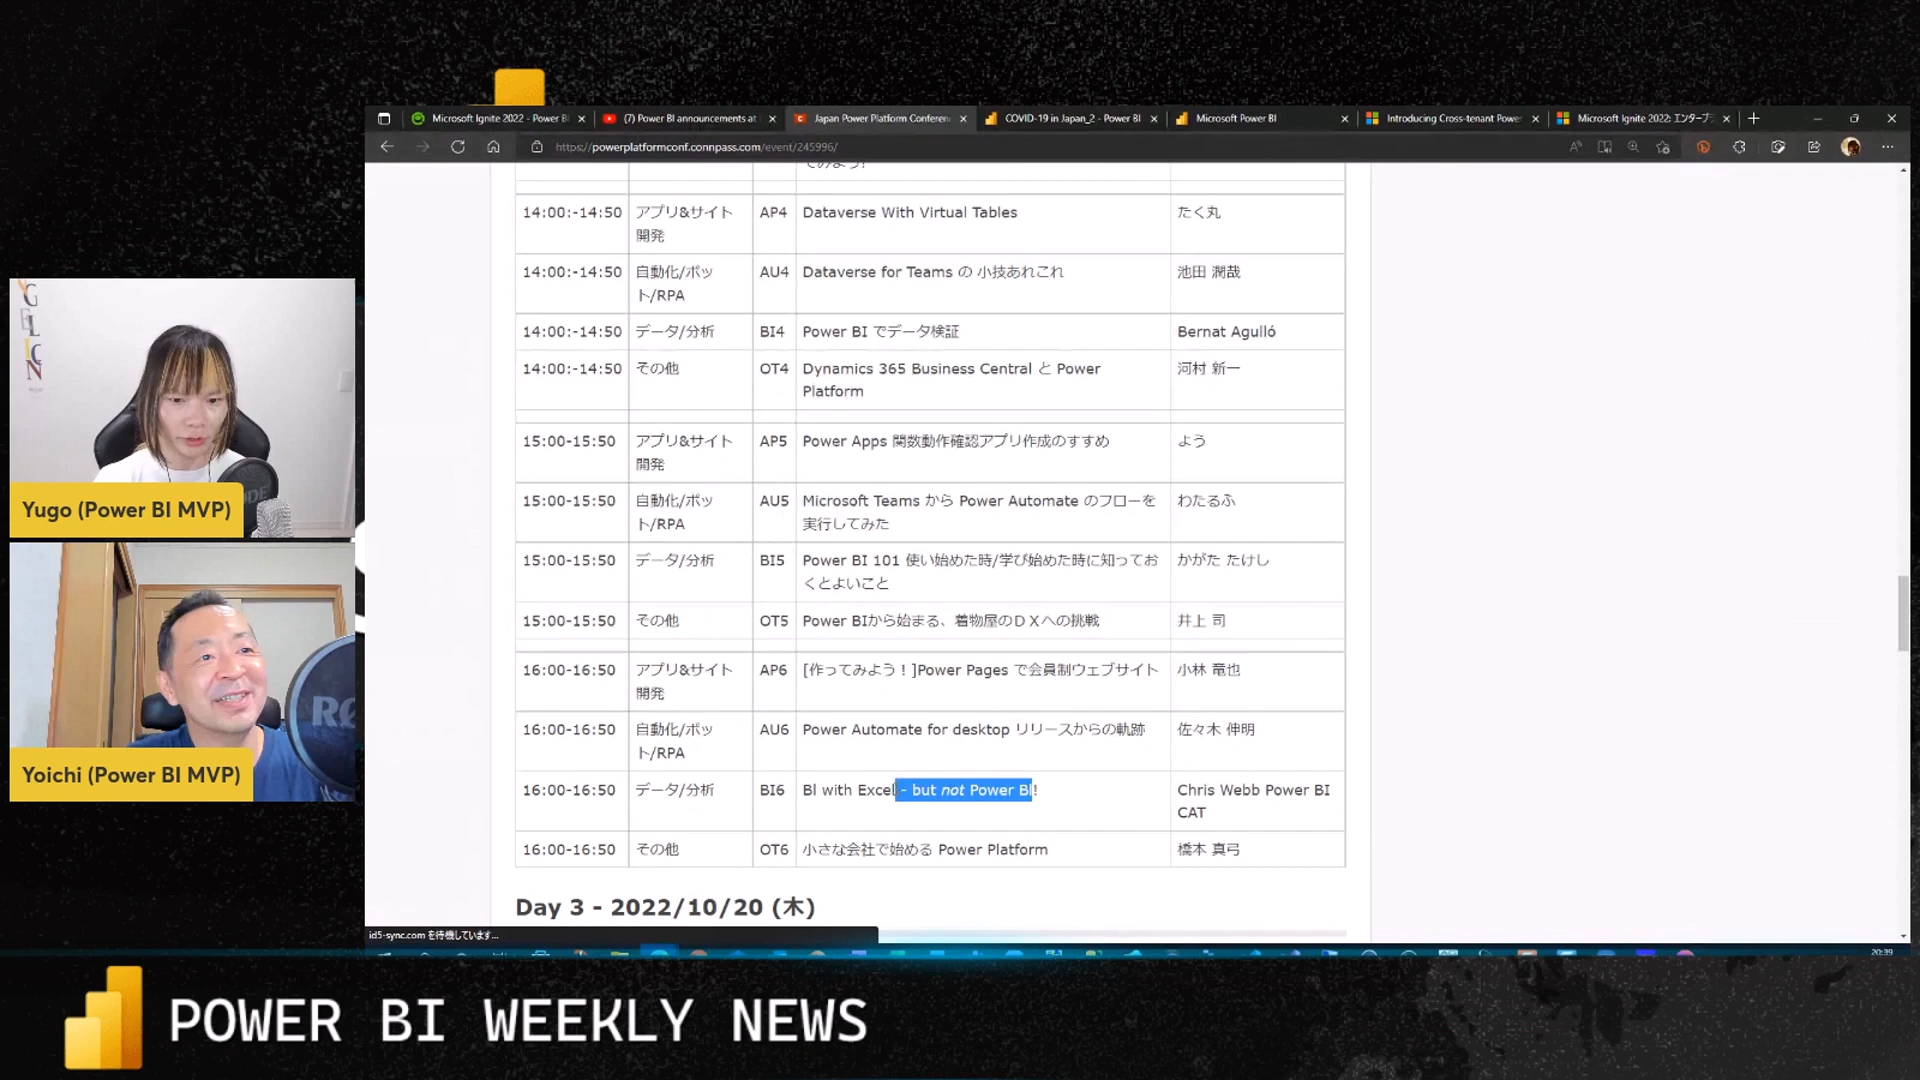 Microsoft Ignite 2022 - Power BI
(7) Power BI announcements at
Japan Power Platform Conferen
COVID-19 in Japan_2 - Power BI
Microsoft Power BI
Introducing Cross-tenant Power
Microsoft Ignite 2022: エンタープ
https://powerplatformconf.connpass.com/event/245996/
てみよう!
14:00:-14:50 アプリ&サイト開発 AP4 Dataverse With Virtual Tables たく丸
14:00:-14:50 自動化/ボット/RPA AU4 Dataverse for Teams の 小技あれこれ 池田 潤哉
14:00:-14:50 データ/分析 BI4 Power BI でデータ検証 Bernat Agulló
14:00:-14:50 その他 OT4 Dynamics 365 Business Central と Power Platform 河村 新一
15:00-15:50 アプリ&サイト開発 AP5 Power Apps 関数動作確認アプリ作成のすすめ よう
15:00-15:50 自動化/ボット/RPA AU5 Microsoft Teams から Power Automate のフローを実行してみた わたるふ
15:00-15:50 データ/分析 BI5 Power BI 101 使い始めた時/学び始めた時に知っておくとよいこと かがた たけし
15:00-15:50 その他 OT5 Power BIから始まる、着物屋のDXへの挑戦 井上 司
16:00-16:50 アプリ&サイト開発 AP6 [作ってみよう！]Power Pages で会員制ウェブサイト 小林 竜也
16:00-16:50 自動化/ボット/RPA AU6 Power Automate for desktop リリースからの軌跡 佐々木 伸明
16:00-16:50 データ/分析 BI6 BI with Excel - but not Power BI! Chris Webb Power BI CAT
16:00-16:50 その他 OT6 小さな会社で始める Power Platform 橋本 真弓
Day 3 - 2022/10/20 (木)
id5-sync.com を待機しています...
20:39
Yugo (Power BI MVP)
Yoichi (Power BI MVP)
POWER BI WEEKLY NEWS